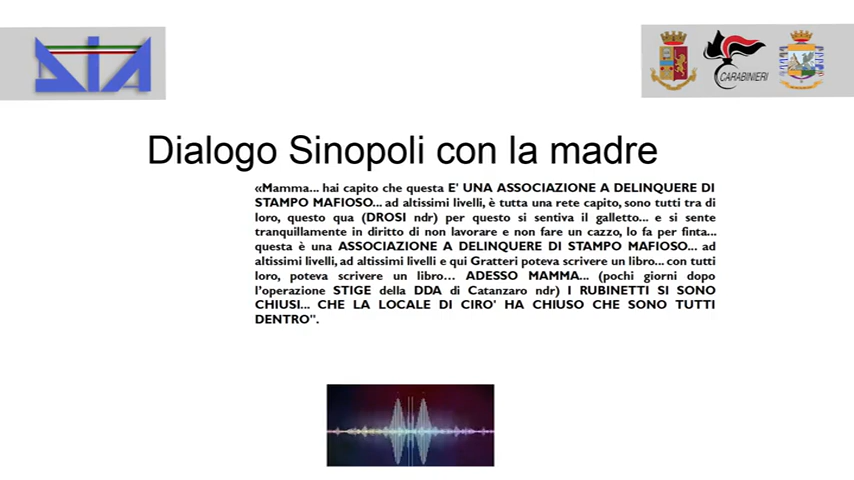 DIA
CARABINIERI
Dialogo Sinopoli con la madre
«Mamma... hai capito che questa E' UNA ASSOCIAZIONE A DELINQUERE DI
STAMPO MAFIOSO... ad altissimi livelli, è tutta una rete capito, sono tutti tra di
loro, questo qua (DROSI ndr) per questo si sentiva il galletto... e si sente
tranquillamente in diritto di non lavorare e non fare un cazzo, lo fa per finta...
questa è una ASSOCIAZIONE A DELINQUERE DI STAMPO MAFIOSO... ad
altissimi livelli, ad altissimi livelli e qui Gratteri poteva scrivere un libro... con tutti
loro, poteva scrivere un libro... ADESSO MAMMA... (pochi giorni dopo
l'operazione STIGE della DDA di Catanzaro ndr) I RUBINETTI SI SONO
CHIUSI... CHE LA LOCALE DI CIRO' HA CHIUSO CHE SONO TUTTI
DENTRO".